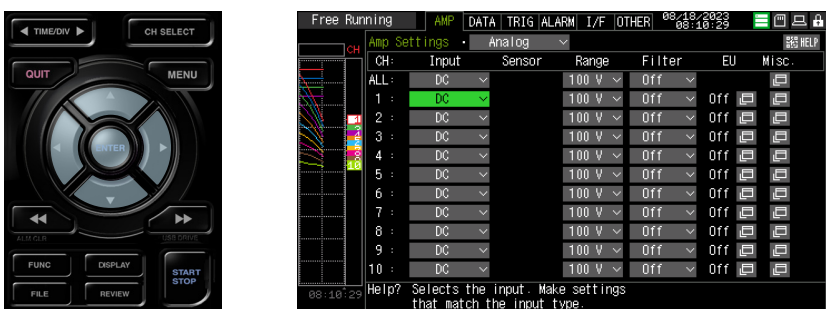 TIME/DIV
CH SELECT
QUIT
MENU
ENTER
ALM CLR
USB DRIVE
FUNC
DISPLAY
START
STOP
FILE
REVIEW
Free Running AMP DATA TRIG ALARM I/F OTHER 08/18/2023
08:10:29
Amp Settings · Analog HELP
CH
CH: Input Sensor Range Filter EU Misc.
ALL: DC 100 V Off
1 : DC 100 V Off Off
2 : DC 100 V Off Off
3 : DC 100 V Off Off
4 : DC 100 V Off Off
5 : DC 100 V Off Off
6 : DC 100 V Off Off
7 : DC 100 V Off Off
8 : DC 100 V Off Off
9 : DC 100 V Off Off
10 : DC 100 V Off Off
08:10:29
Help? Selects the input. Make settings
that match the input type.